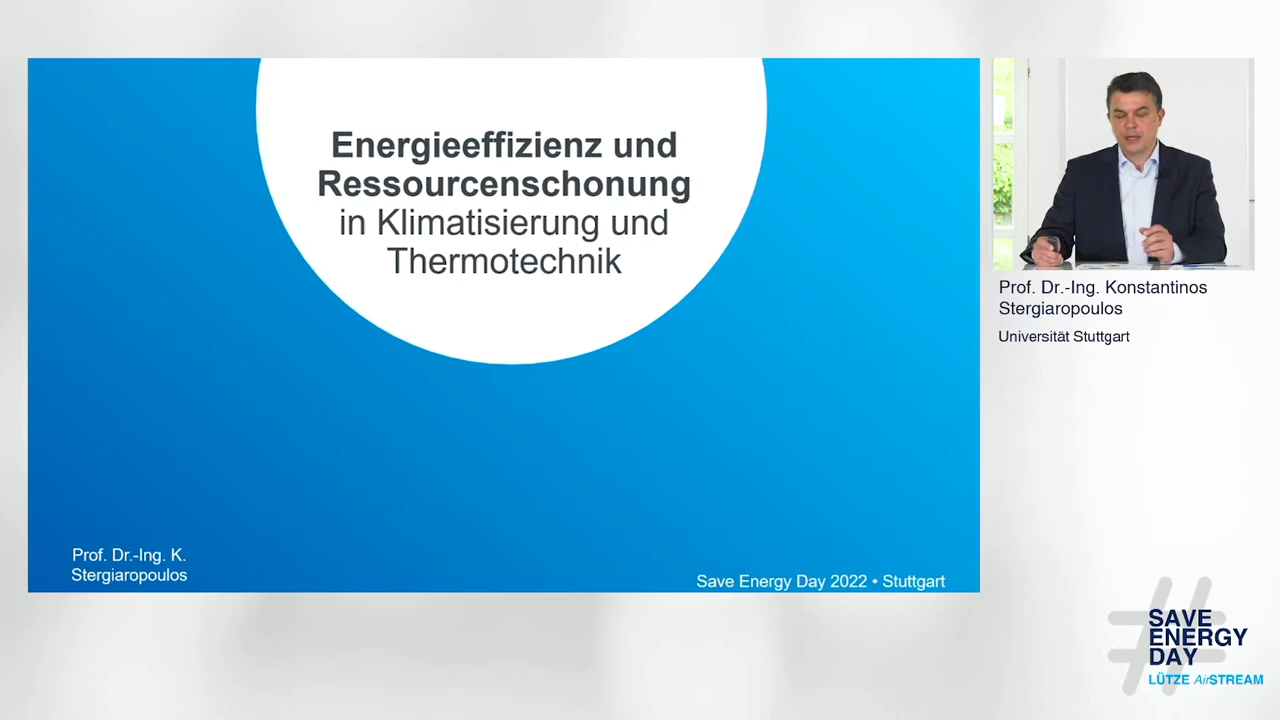 Energieeffizienz und
Ressourcenschonung
in Klimatisierung und
Thermotechnik
Prof. Dr.-Ing. K.
Stergiaropoulos
Save Energy Day 2022 • Stuttgart
Prof. Dr.-Ing. Konstantinos
Stergiaropoulos
Universität Stuttgart
#
SAVE
ENERGY
DAY
LÜTZE AirSTREAM